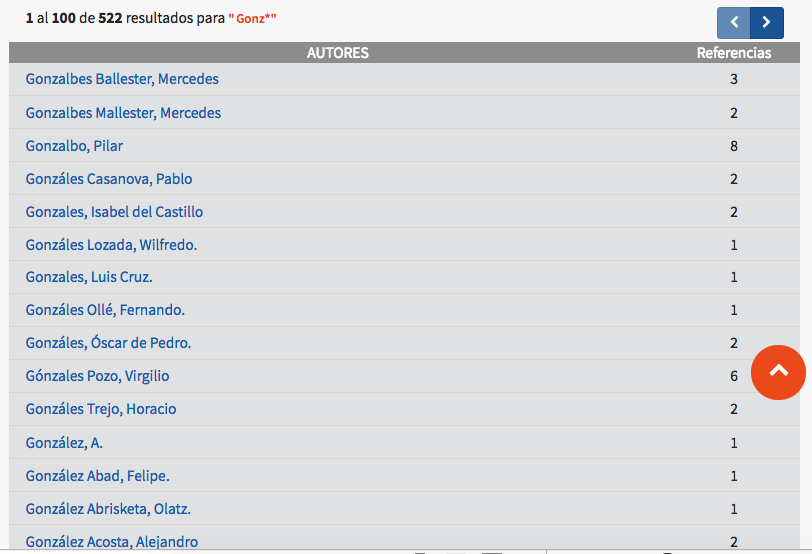 1 al 100 de 522 resultados para " Gonz*"
AUTORES Referencias
Gonzalbes Ballester, Mercedes 3
Gonzalbes Mallester, Mercedes 2
Gonzalbo, Pilar 8
Gonzáles Casanova, Pablo 2
Gonzales, Isabel del Castillo 2
Gonzáles Lozada, Wilfredo. 1
Gonzales, Luis Cruz. 1
Gonzáles Ollé, Fernando. 1
Gonzáles, Óscar de Pedro. 2
Gónzales Pozo, Virgilio 6
Gonzáles Trejo, Horacio 2
González, A. 1
González Abad, Felipe. 1
González Abrisketa, Olatz. 1
González Acosta, Alejandro 2